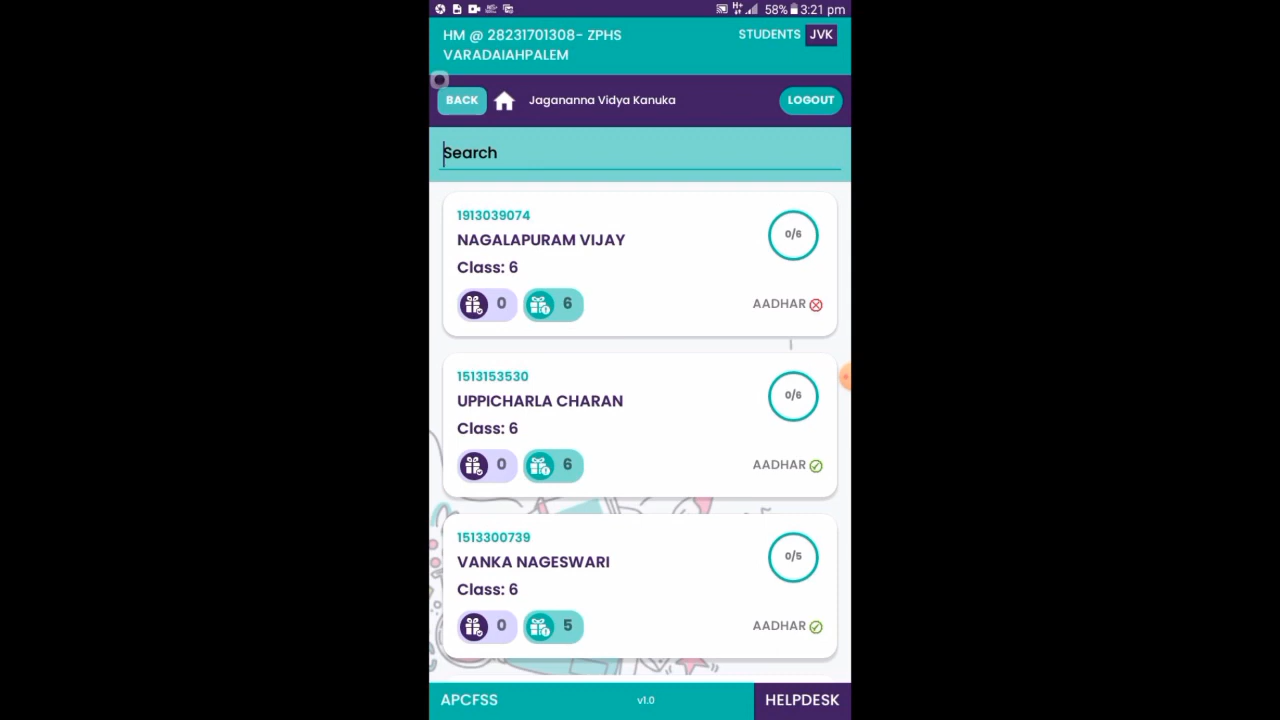 H+ 58% 3:21 pm
HM @ 28231701308- ZPHS VARADAIAHPALEM
STUDENTS JVK
BACK Jagananna Vidya Kanuka LOGOUT
Search
1913039074
NAGALAPURAM VIJAY
0/6
Class: 6
0 6 AADHAR
1513153530
UPPICHARLA CHARAN
0/6
Class: 6
0 6 AADHAR
1513300739
VANKA NAGESWARI
0/5
Class: 6
0 5 AADHAR
APCFSS v1.0 HELPDESK